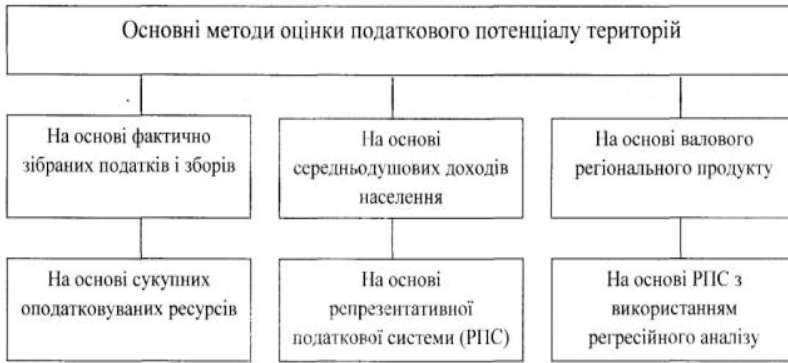 Основні методи оцінки податкового потенціалу територій
На основі фактично
зібраних податків і зборів
На основі
середньодушових доходів
населення
На основі валового
регіонального продукту
На основі сукупних
оподатковуваних ресурсів
На основі
репрезентативної
податкової системи (РПС)
На основі РПС з
використанням
регресійного аналізу